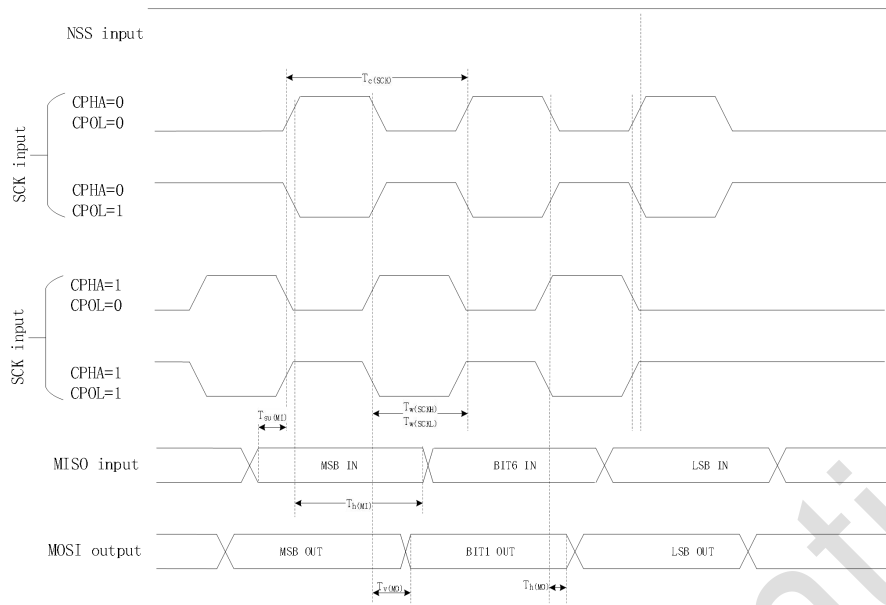 NSS input
Tc(SCK)
CPHA=0
CPOL=0
SCK input
CPHA=0
CPOL=1
CPHA=1
CPOL=0
SCK input
CPHA=1
CPOL=1
Tsu(MI)
Tw(SCKH)
Tw(SCKL)
MISO input
MSB IN
BIT6 IN
LSB IN
Th(MI)
MOSI output
MSB OUT
BIT1 OUT
LSB OUT
Tv(MO)
Th(MO)